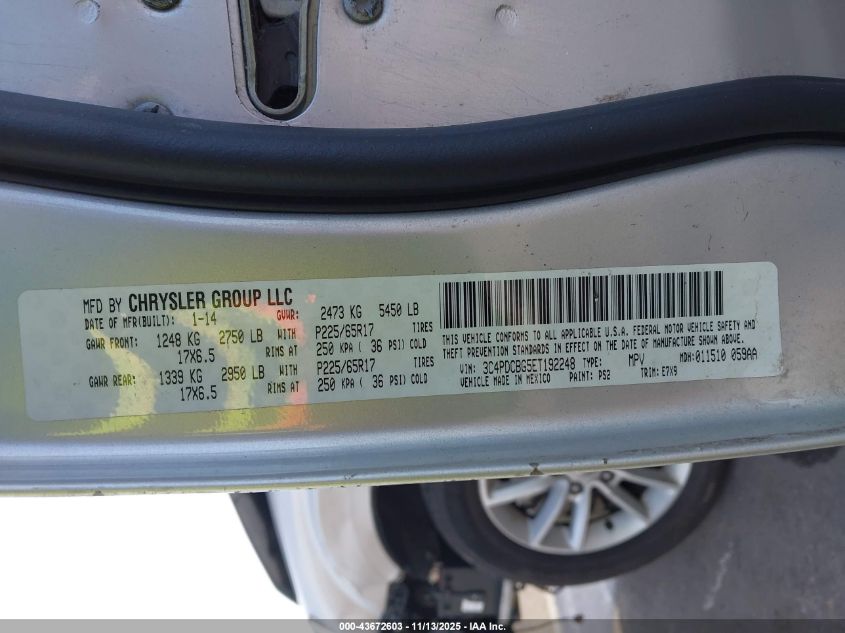 MFD BY CHRYSLER GROUP LLC
DATE OF MFR(BUILT): 1-14 GVWR: 2473 KG 5450 LB
GAWR FRONT: 1248 KG 2750 LB WITH P225/65R17 TIRES
17X6.5 RIMS AT 250 KPA ( 36 PSI) COLD
GAWR REAR: 1339 KG 2950 LB WITH P225/65R17 TIRES
17X6.5 RIMS AT 250 KPA ( 36 PSI) COLD
THIS VEHICLE CONFORMS TO ALL APPLICABLE U.S.A. FEDERAL MOTOR VEHICLE SAFETY AND
THEFT PREVENTION STANDARDS IN EFFECT ON THE DATE OF MANUFACTURE SHOWN ABOVE.
VIN: 3C4PDCBG5ET192248 TYPE: MPV MDH:011510 059AA
VEHICLE MADE IN MEXICO PAINT: PS2 TRIM: E7X9
000-43672603 - 11/13/2025 - IAA Inc.